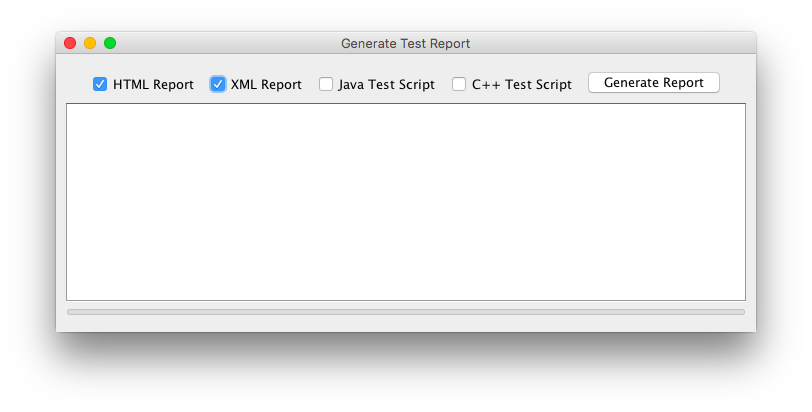 Generate Test Report
HTML Report XML Report Java Test Script C++ Test Script Generate Report